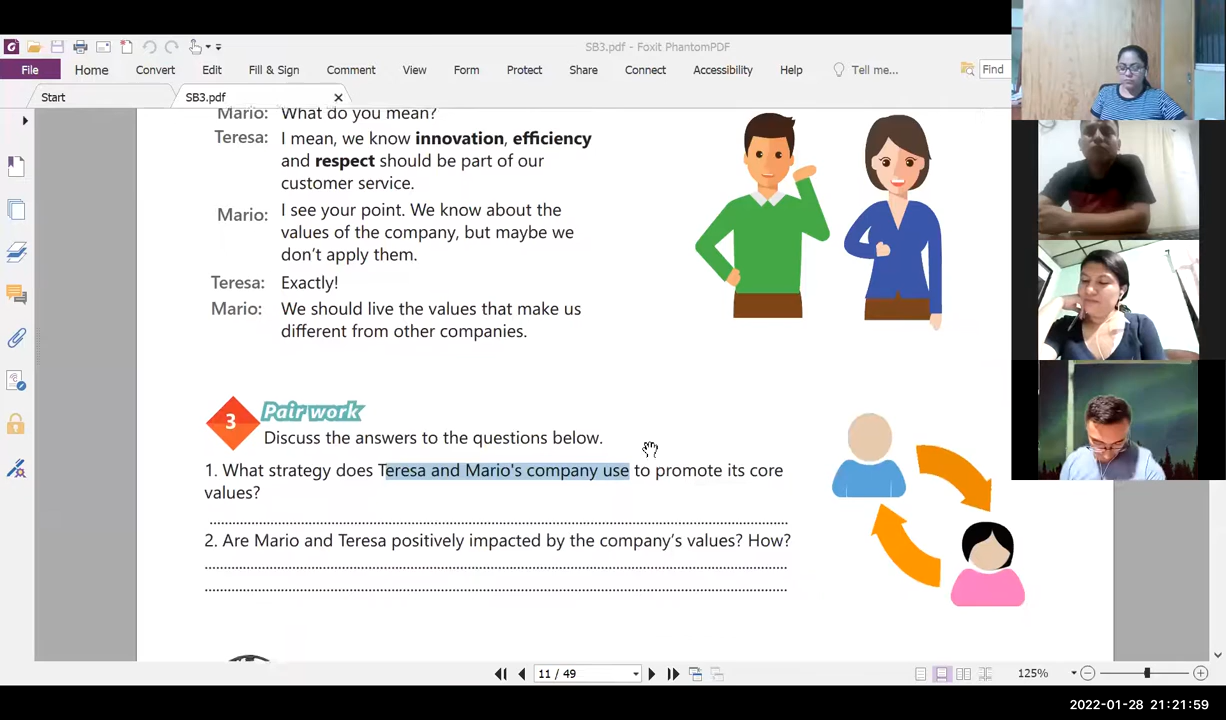 SB3.pdf - Foxit PhantomPDF
File Home Convert Edit Fill & Sign Comment View Form Protect Share Connect Accessibility Help Tell me... Find
Start SB3.pdf
Mario: What do you mean?
Teresa: I mean, we know innovation, efficiency
and respect should be part of our
customer service.
Mario: I see your point. We know about the
values of the company, but maybe we
don't apply them.
Teresa: Exactly!
Mario: We should live the values that make us
different from other companies.
3 Pair work
Discuss the answers to the questions below.
1. What strategy does Teresa and Mario's company use to promote its core
values?
2. Are Mario and Teresa positively impacted by the company's values? How?
11 / 49
125%
2022-01-28 21:21:59